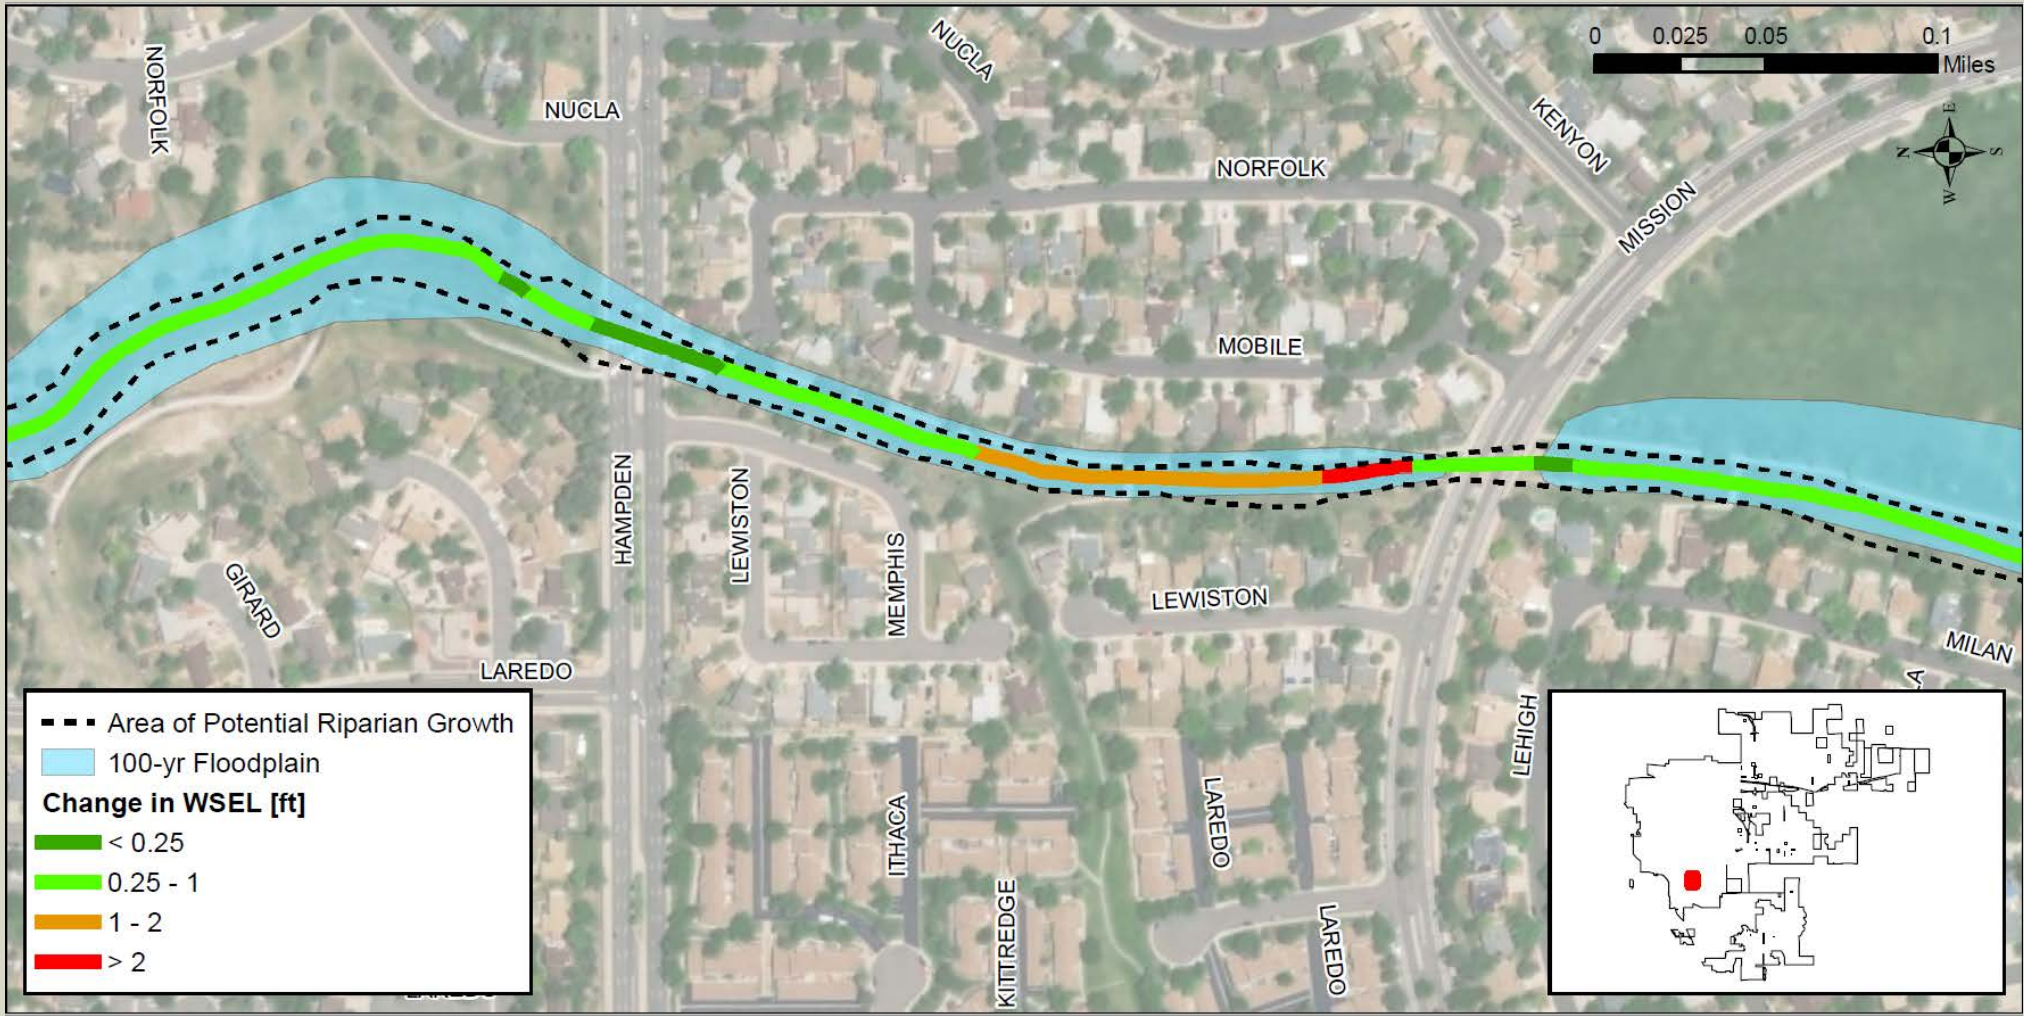 0 0.025 0.05 0.1
Miles
NUCLA
NORFOLK
NUCLA
KENYON
E
N S
W
NORFOLK
MISSION
MOBILE
HAMPDEN
LEWISTON
MEMPHIS
GIRARD
LEWISTON
MILAN
LAREDO
LEHIGH
LAREDO
ITHACA
KITTREDGE
LAREDO
Area of Potential Riparian Growth
100-yr Floodplain
Change in WSEL [ft]
< 0.25
0.25 - 1
1 - 2
> 2